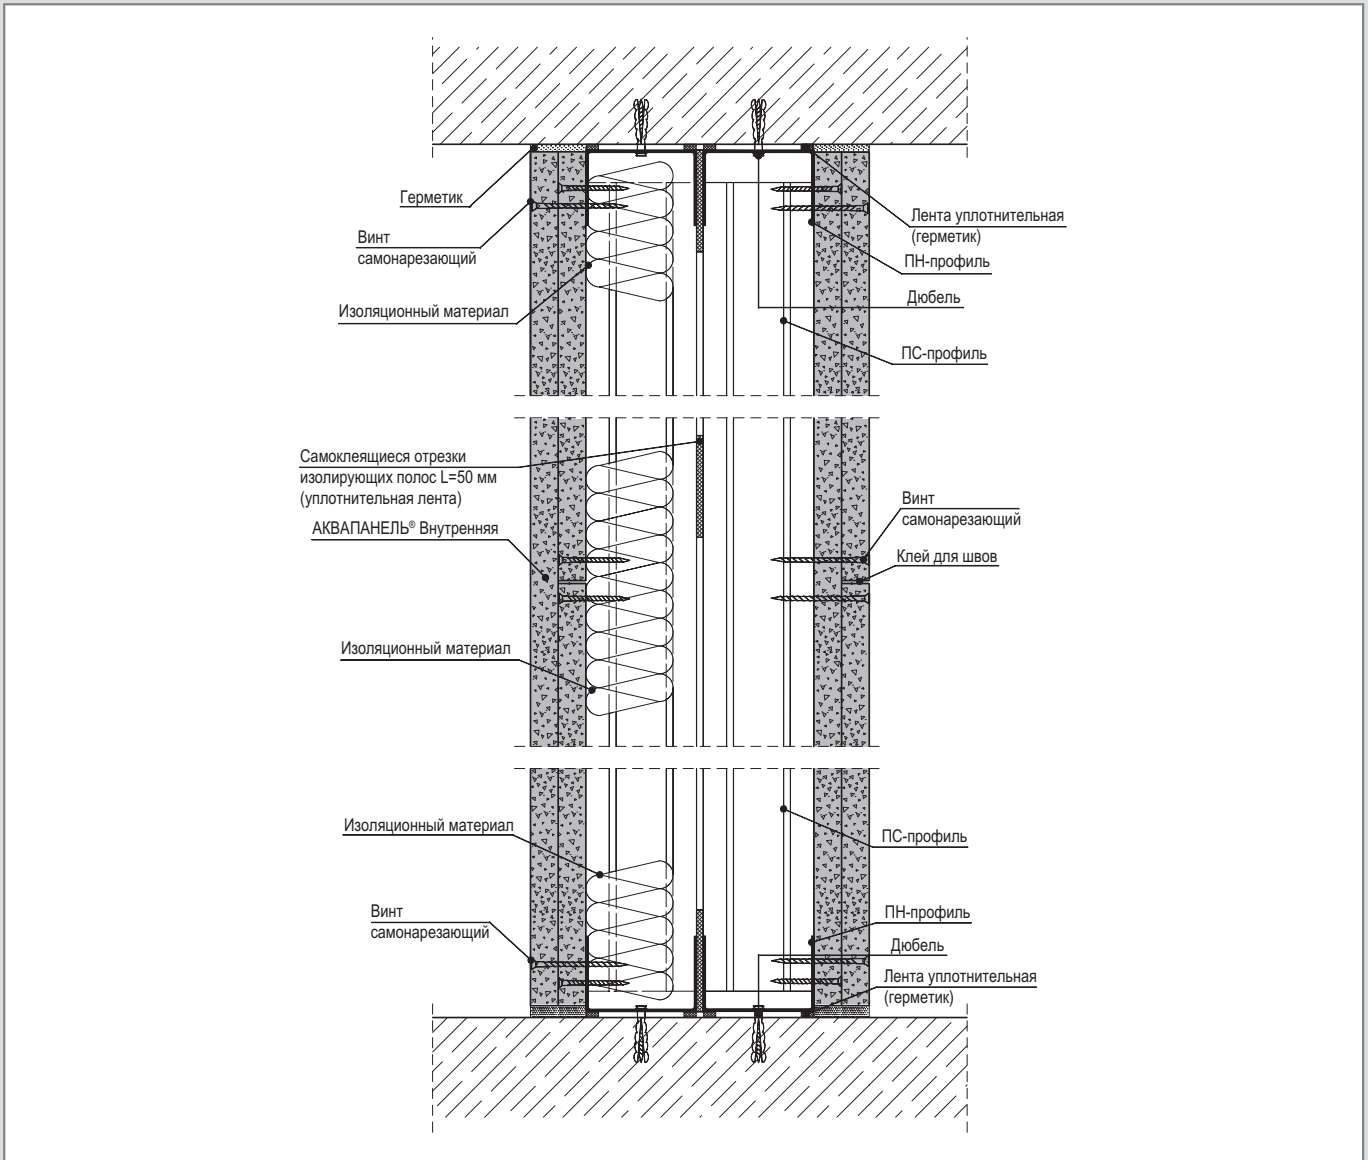 Герметик
Винт
самонарезающий
Изоляционный материал
Лента уплотнительная
(герметик)
ПН-профиль
Дюбель
ПС-профиль
Самоклеящиеся отрезки
изолирующих полос L=50 мм
(уплотнительная лента)
АКВАПАНЕЛЬ® Внутренняя
Винт
самонарезающий
Клей для швов
Изоляционный материал
Изоляционный материал
Винт
самонарезающий
ПС-профиль
ПН-профиль
Дюбель
Лента уплотнительная
(герметик)